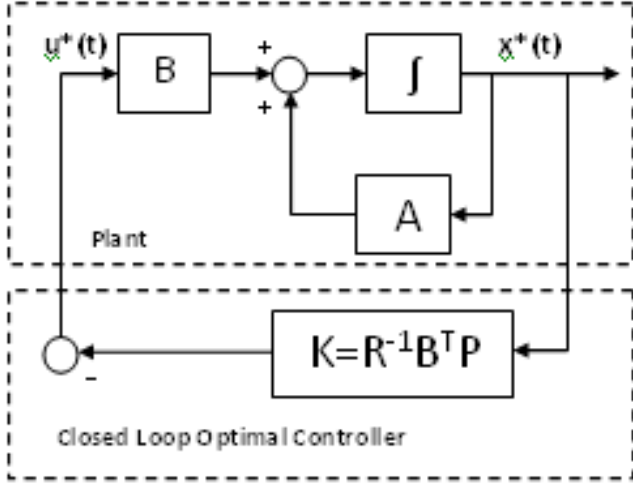 u*(t)
B
+
+
∫
x*(t)
A
Plant
K=R⁻¹BᵀP
-
Closed Loop Optimal Controller